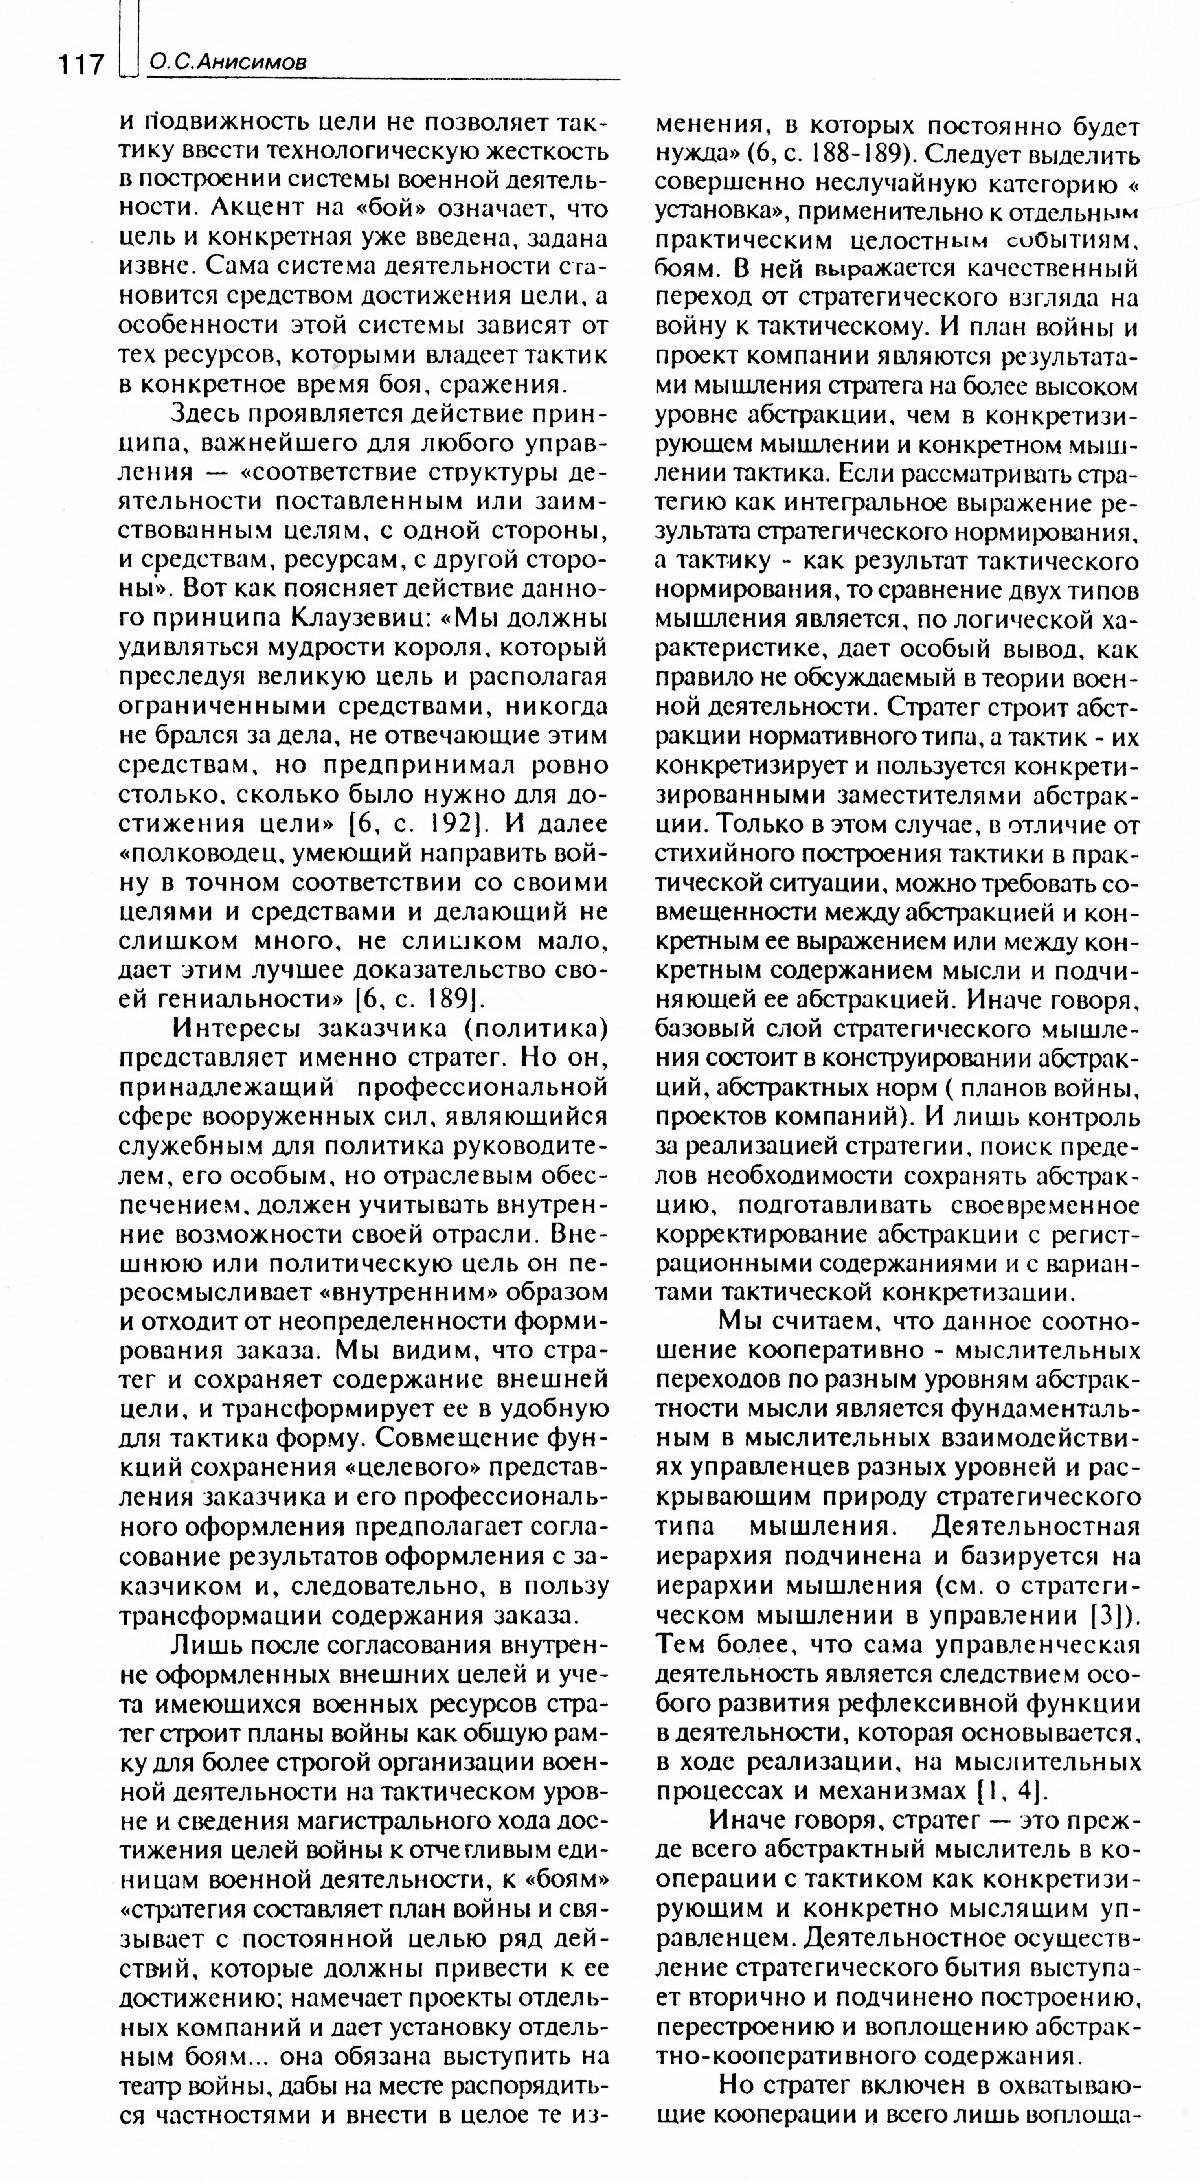 117
О.С.Анисимов
и подвижность цели не позволяет так-
тику ввести технологическую жесткость
в построении системы военной деятель-
ности. Акцент на «бой» означает, что
цель и конкретная уже введена, задана
извне. Сама система деятельности ста-
новится средством достижения цели, а
особенности этой системы зависят от
тех ресурсов, которыми владеет тактик
в конкретное время боя, сражения.
Здесь проявляется действие прин-
ципа, важнейшего для любого управ-
ления — «соответствие структуры де-
ятельности поставленным или заим-
ствованным целям, с одной стороны,
и средствам, ресурсам, с другой сторо-
ны». Вот как поясняет действие данно-
го принципа Клаузевиц: «Мы должны
удивляться мудрости короля, который
преследуя великую цель и располагая
ограниченными средствами, никогда
не брался за дела, не отвечающие этим
средствам, но предпринимал ровно
столько, сколько было нужно для до-
стижения цели» [6, с. 192]. И далее
«полководец, умеющий направить вой-
ну в точном соответствии со своими
целями и средствами и делающий не
слишком много, не слишком мало,
дает этим лучшее доказательство сво-
ей гениальности» [6, с. 189].
Интересы заказчика (политика)
представляет именно стратег. Но он,
принадлежащий профессиональной
сфере вооруженных сил, являющийся
служебным для политика руководите-
лем, его особым, но отраслевым обес-
печением, должен учитывать внутрен-
ние возможности своей отрасли. Вне-
шнюю или политическую цель он пе-
реосмысливает «внутренним» образом
и отходит от неопределенности форми-
рования заказа. Мы видим, что стра-
тег и сохраняет содержание внешней
цели, и трансформирует ее в удобную
для тактика форму. Совмещение фун-
кций сохранения «целевого» представ-
ления заказчика и его профессиональ-
ного оформления предполагает согла-
сование результатов оформления с за-
казчиком и, следовательно, в пользу
трансформации содержания заказа.
Лишь после согласования внутрен-
не оформленных внешних целей и уче-
та имеющихся военных ресурсов стра-
тег строит планы войны как общую рам-
ку для более строгой организации воен-
ной деятельности на тактическом уров-
не и сведения магистрального хода дос-
тижения целей войны к отчетливым еди-
ницам военной деятельности, к «боям»
«стратегия составляет план войны и свя-
зывает с постоянной целью ряд дей-
ствий, которые должны привести к ее
достижению; намечает проекты отдель-
ных компаний и дает установку отдель-
ным боям... она обязана выступить на
театр войны, дабы на месте распорядить-
ся частностями и внести в целое те из-
менения, в которых постоянно будет
нужда» (6, с. 188-189). Следует выделить
совершенно неслучайную категорию «
установка», применительно к отдельным
практическим целостным событиям,
боям. В ней выражается качественный
переход от стратегического взгляда на
войну к тактическому. И план войны и
проект компании являются результата-
ми мышления стратега на более высоком
уровне абстракции, чем в конкретизи-
рующем мышлении и конкретном мыш-
лении тактика. Если рассматривать стра-
тегию как интегральное выражение ре-
зультата стратегического нормирования,
а тактику - как результат тактического
нормирования, то сравнение двух типов
мышления является, по логической ха-
рактеристике, дает особый вывод, как
правило не обсуждаемый в теории воен-
ной деятельности. Стратег строит абст-
ракции нормативного типа, а тактик - их
конкретизирует и пользуется конкрети-
зированными заместителями абстрак-
ции. Только в этом случае, в отличие от
стихийного построения тактики в прак-
тической ситуации, можно требовать со-
вмещенности между абстракцией и кон-
кретным ее выражением или между кон-
кретным содержанием мысли и подчи-
няющей ее абстракцией. Иначе говоря,
базовый слой стратегического мышле-
ния состоит в конструировании абстрак-
ций, абстрактных норм ( планов войны,
проектов компаний). И лишь контроль
за реализацией стратегии, поиск преде-
лов необходимости сохранять абстрак-
цию, подготавливать своевременное
корректирование абстракции с регист-
рационными содержаниями и с вариан-
тами тактической конкретизации.
Мы считаем, что данное соотно-
шение кооперативно - мыслительных
переходов по разным уровням абстрак-
тности мысли является фундаменталь-
ным в мыслительных взаимодействи-
ях управленцев разных уровней и рас-
крывающим природу стратегического
типа мышления. Деятельностная
иерархия подчинена и базируется на
иерархии мышления (см. о стратеги-
ческом мышлении в управлении [3]).
Тем более, что сама управленческая
деятельность является следствием осо-
бого развития рефлексивной функции
в деятельности, которая основывается,
в ходе реализации, на мыслительных
процессах и механизмах [1, 4].
Иначе говоря, стратег — это преж-
де всего абстрактный мыслитель в ко-
операции с тактиком как конкретизи-
рующим и конкретно мыслящим уп-
равленцем. Деятельностное осуществ-
ление стратегического бытия выступа-
ет вторично и подчинено построению,
перестроению и воплощению абстрак-
тно-кооперативного содержания.
Но стратег включен в охватываю-
щие кооперации и всего лишь воплоща-